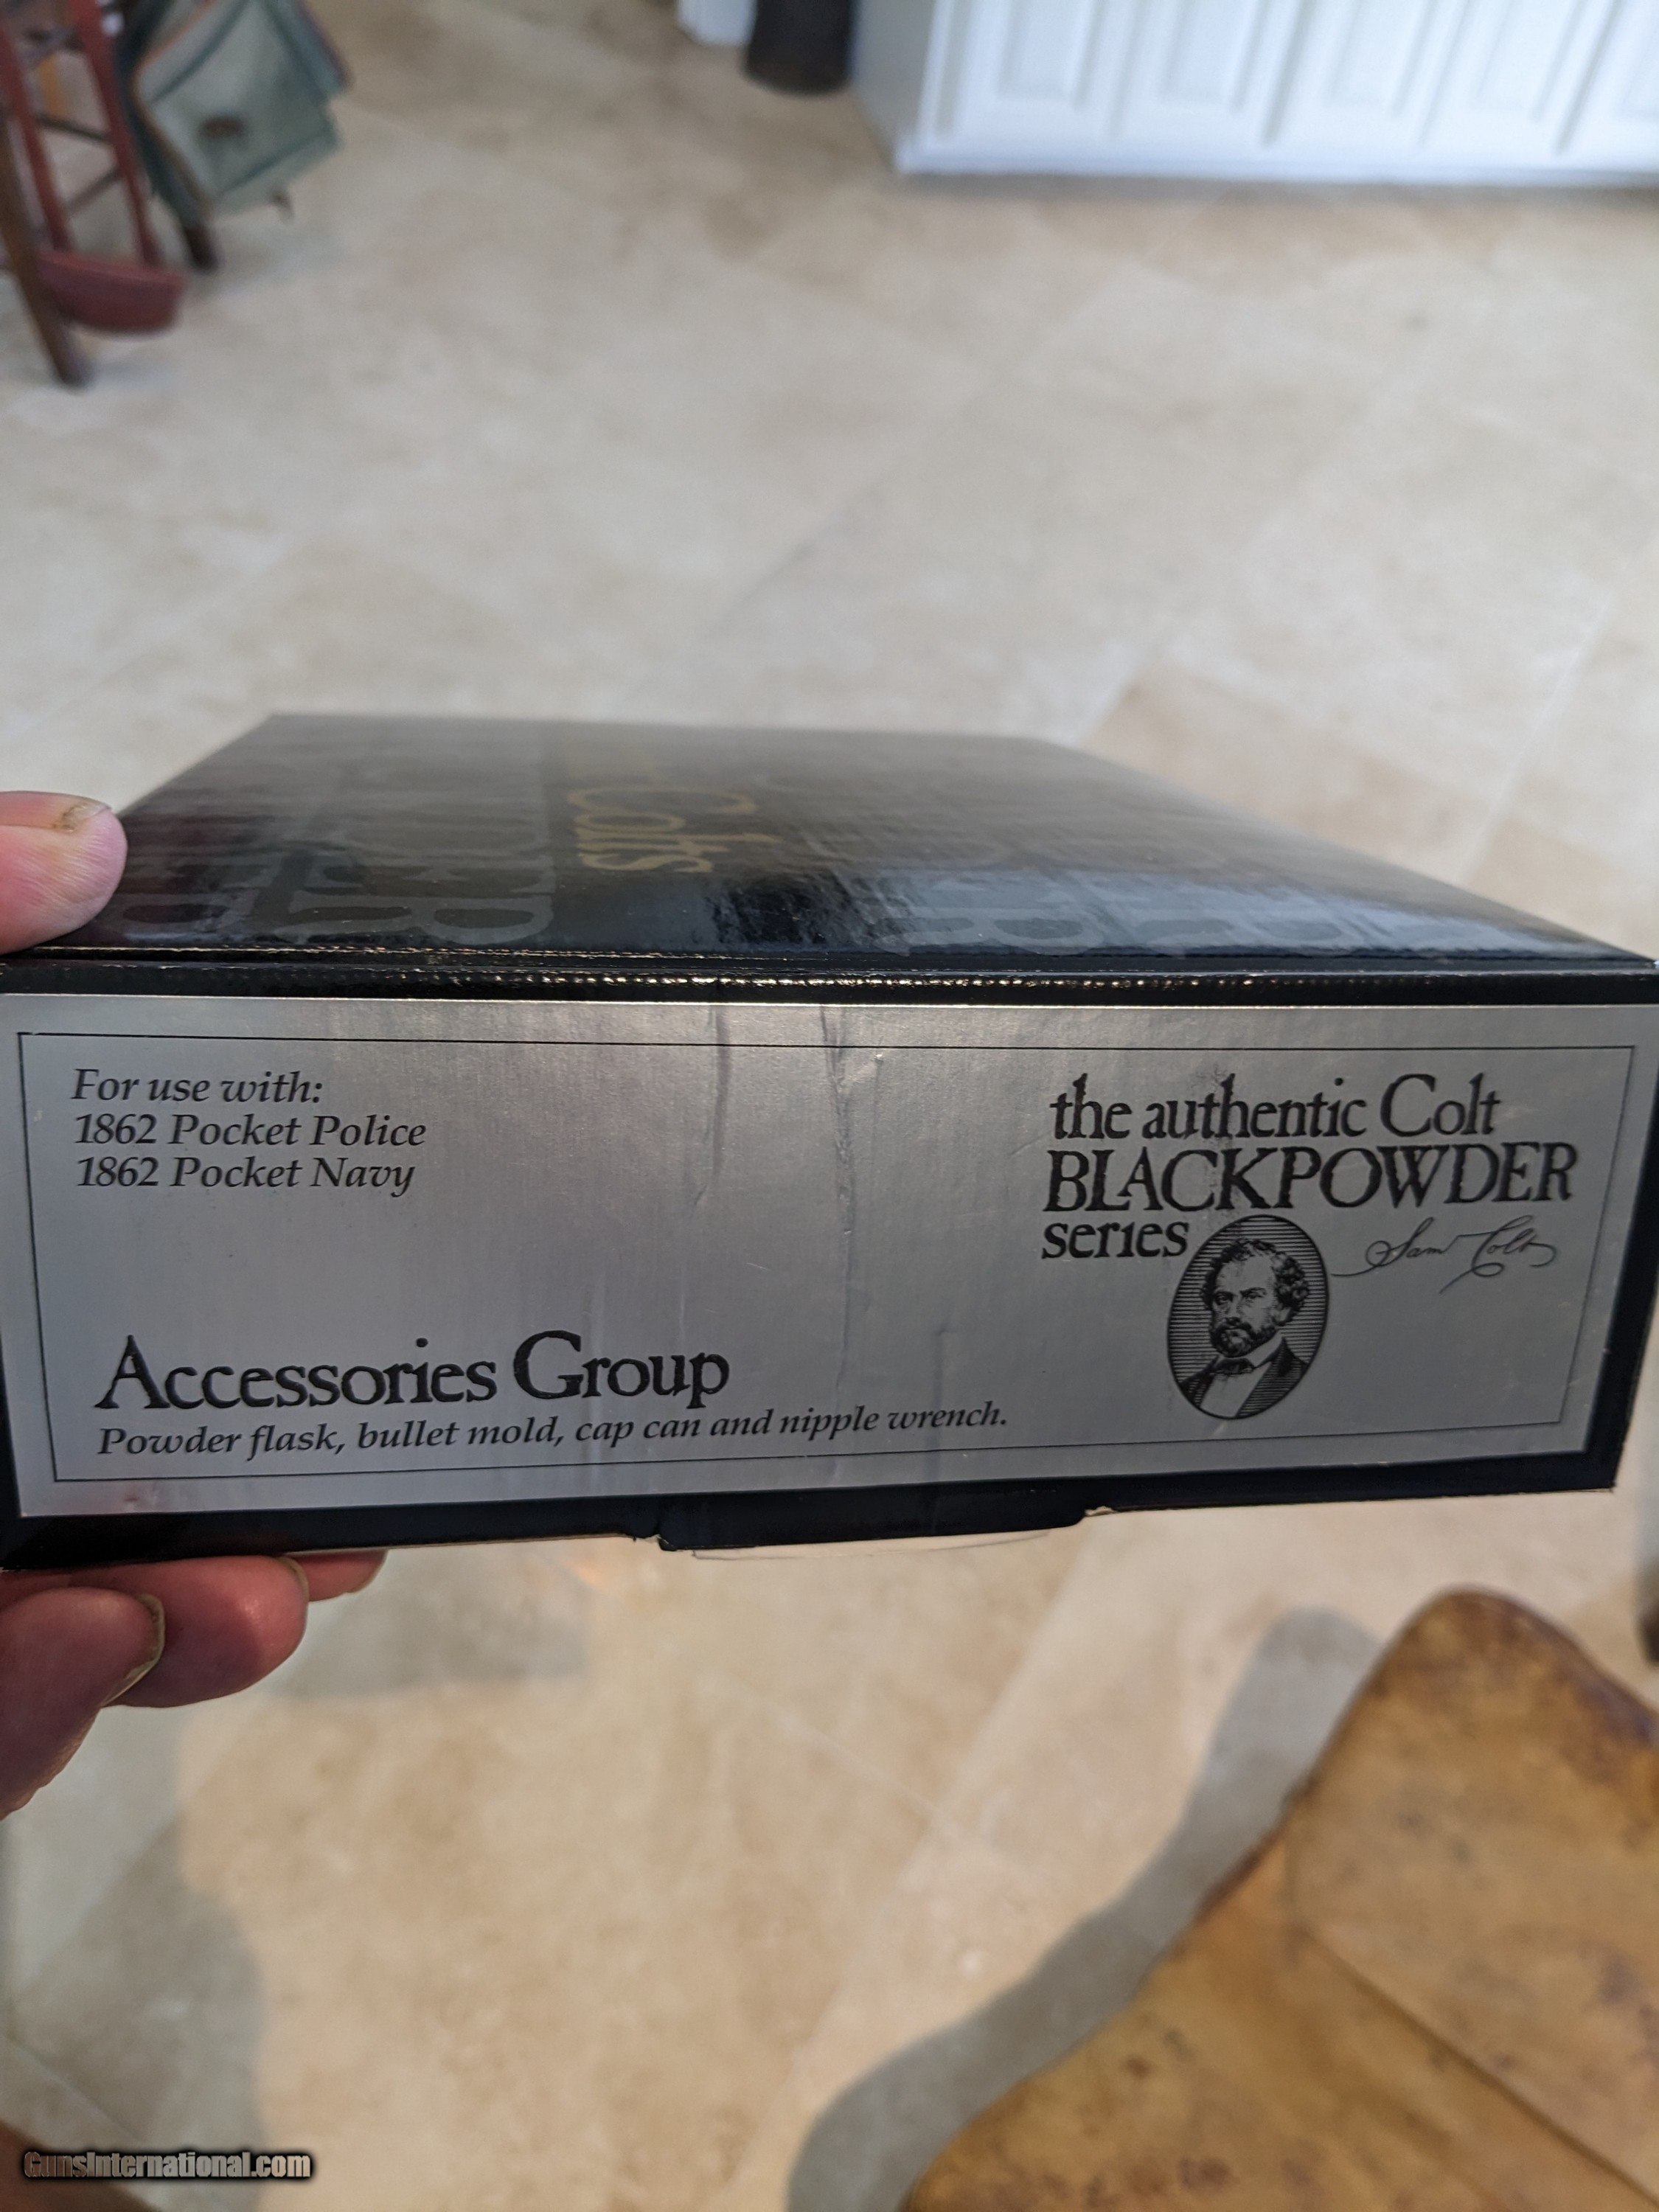 Colts
For use with:
1862 Pocket Police
1862 Pocket Navy
the authentic Colt
BLACKPOWDER
series
Sam Colt
Accessories Group
Powder flask, bullet mold, cap can and nipple wrench.
GunsInternational.com